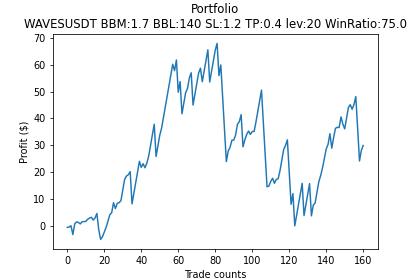 Portfolio
WAVESUSDT BBM:1.7 BBL:140 SL:1.2 TP:0.4 lev:20 WinRatio:75.0
70
60
50
40
30
20
10
0
Profit ($)
0 20 40 60 80 100 120 140 160
Trade counts